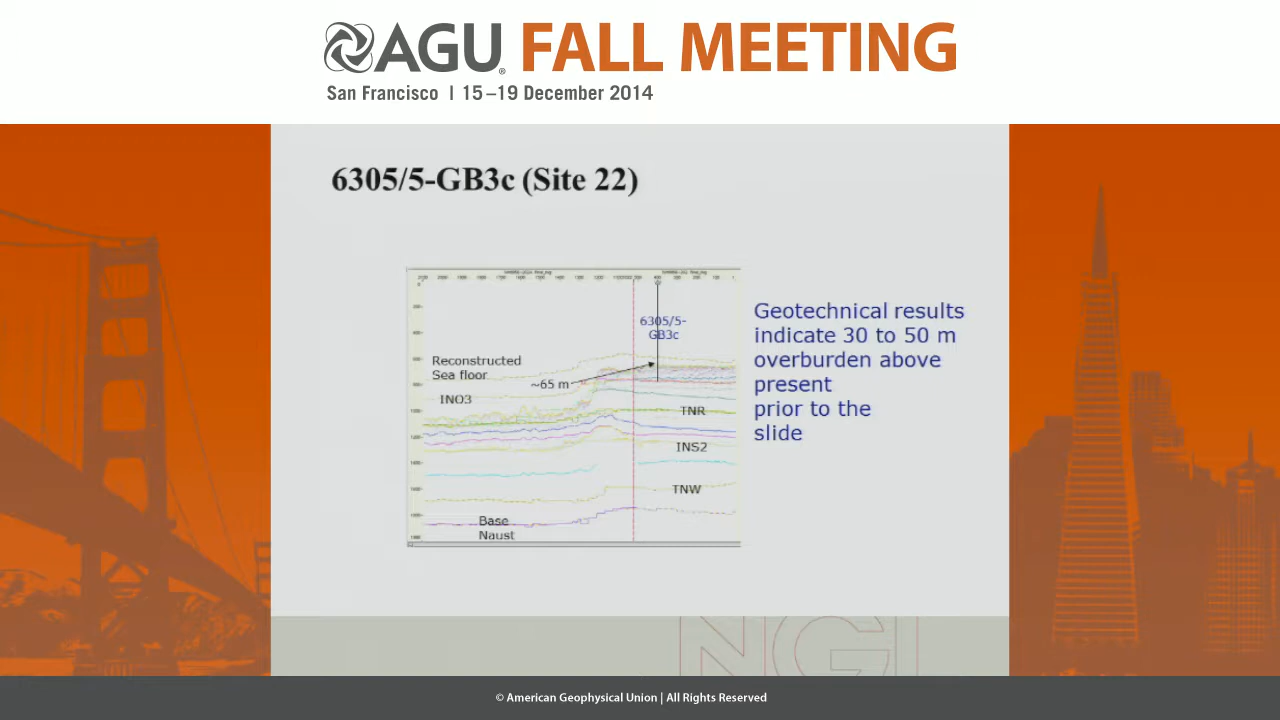 AGU FALL MEETING
San Francisco | 15–19 December 2014
6305/5-GB3c (Site 22)
6305/5-
GB3c
Reconstructed
Sea floor
~65 m
INO3
TNR
INS2
TNW
Base
Naust
Geotechnical results
indicate 30 to 50 m
overburden above
present
prior to the
slide
NGI
© American Geophysical Union | All Rights Reserved